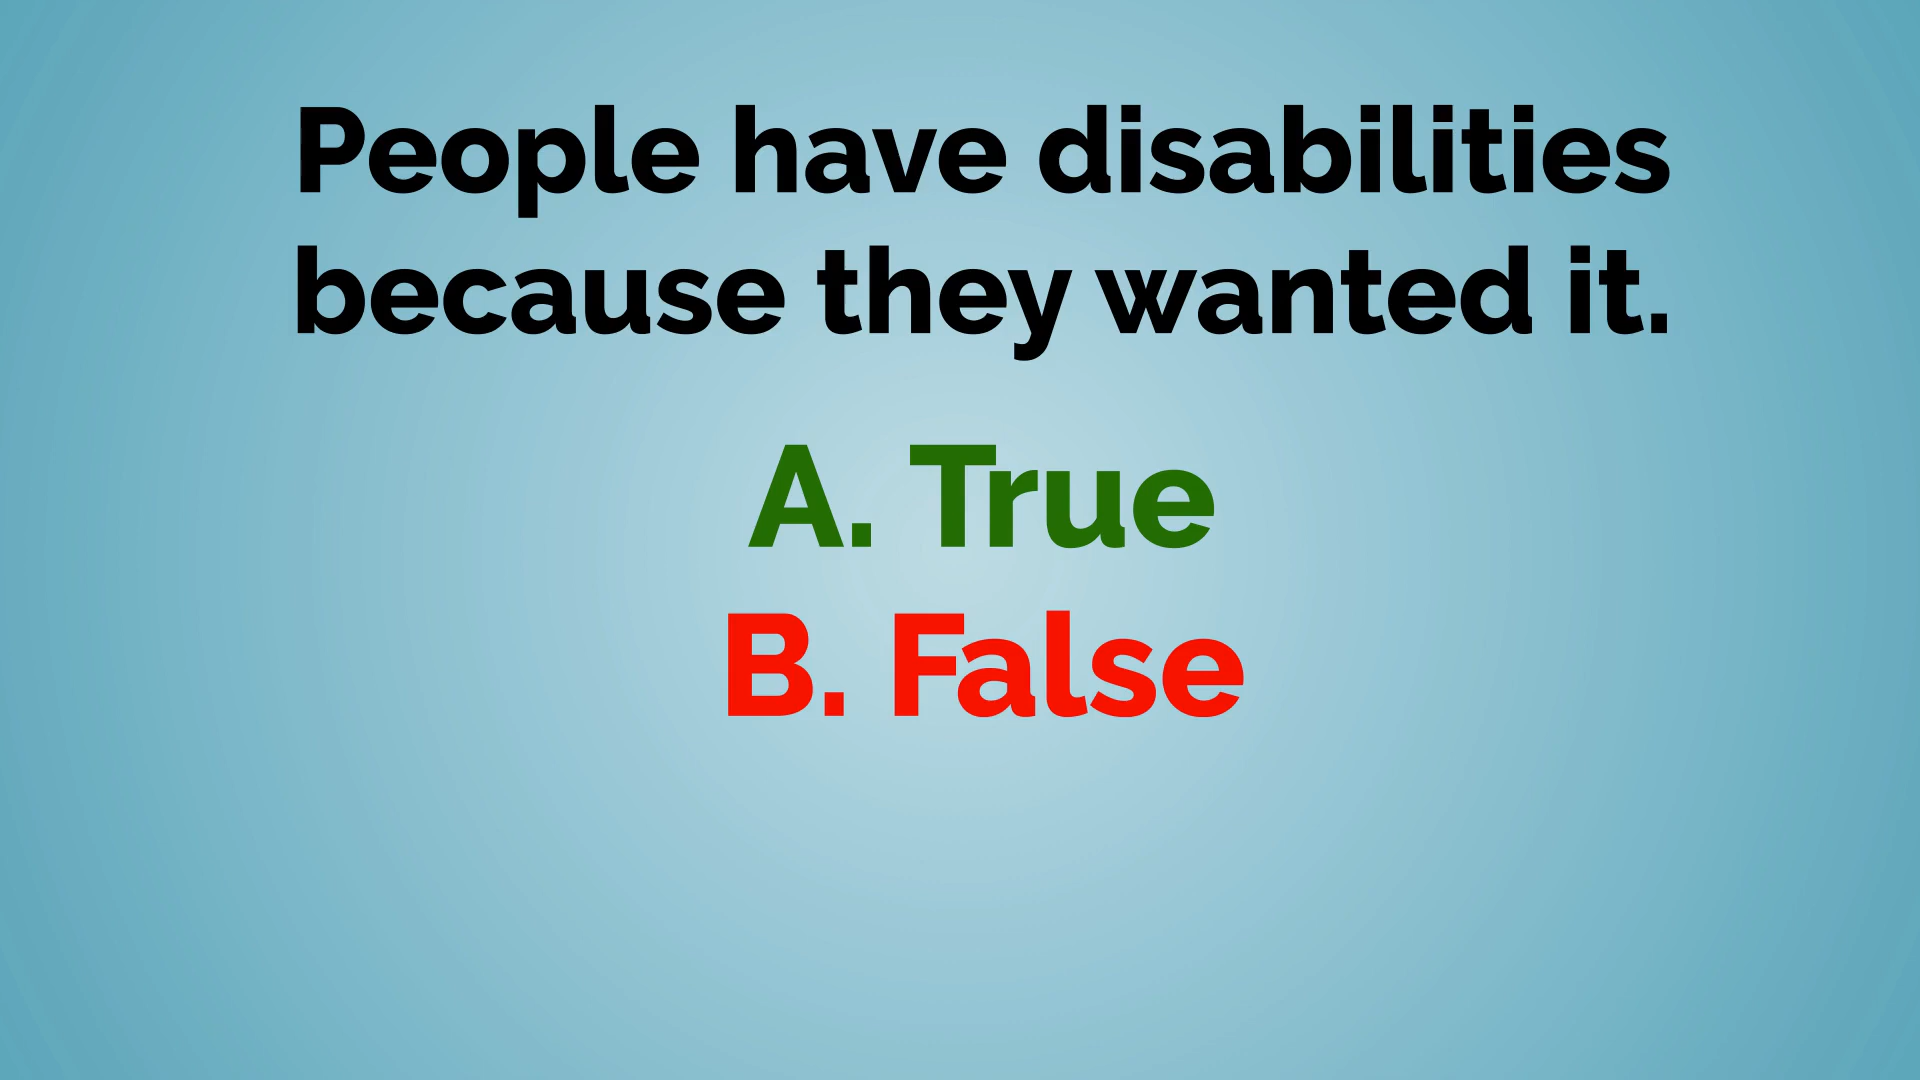 People have disabilities
because they wanted it.
A. True
B. False